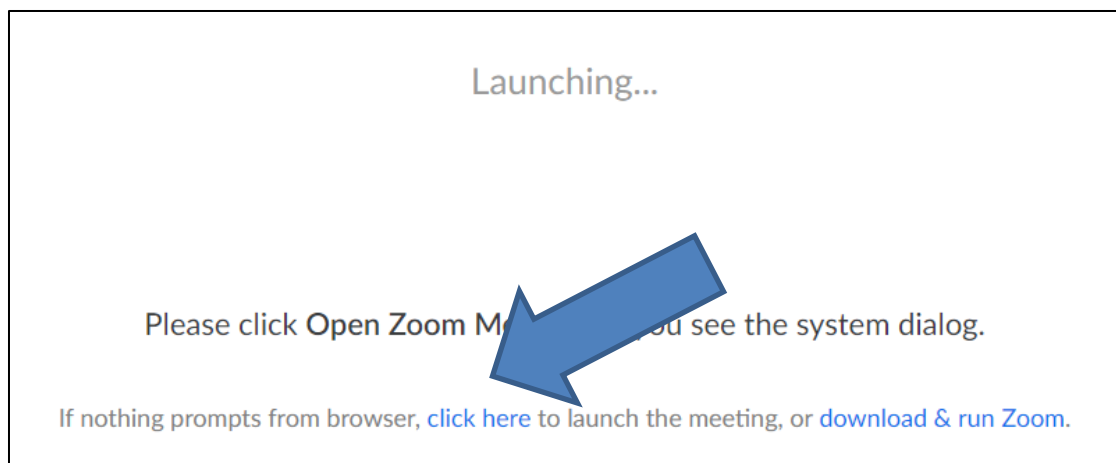 Launching...
Please click Open Zoom M you see the system dialog.
If nothing prompts from browser, click here to launch the meeting, or download & run Zoom.